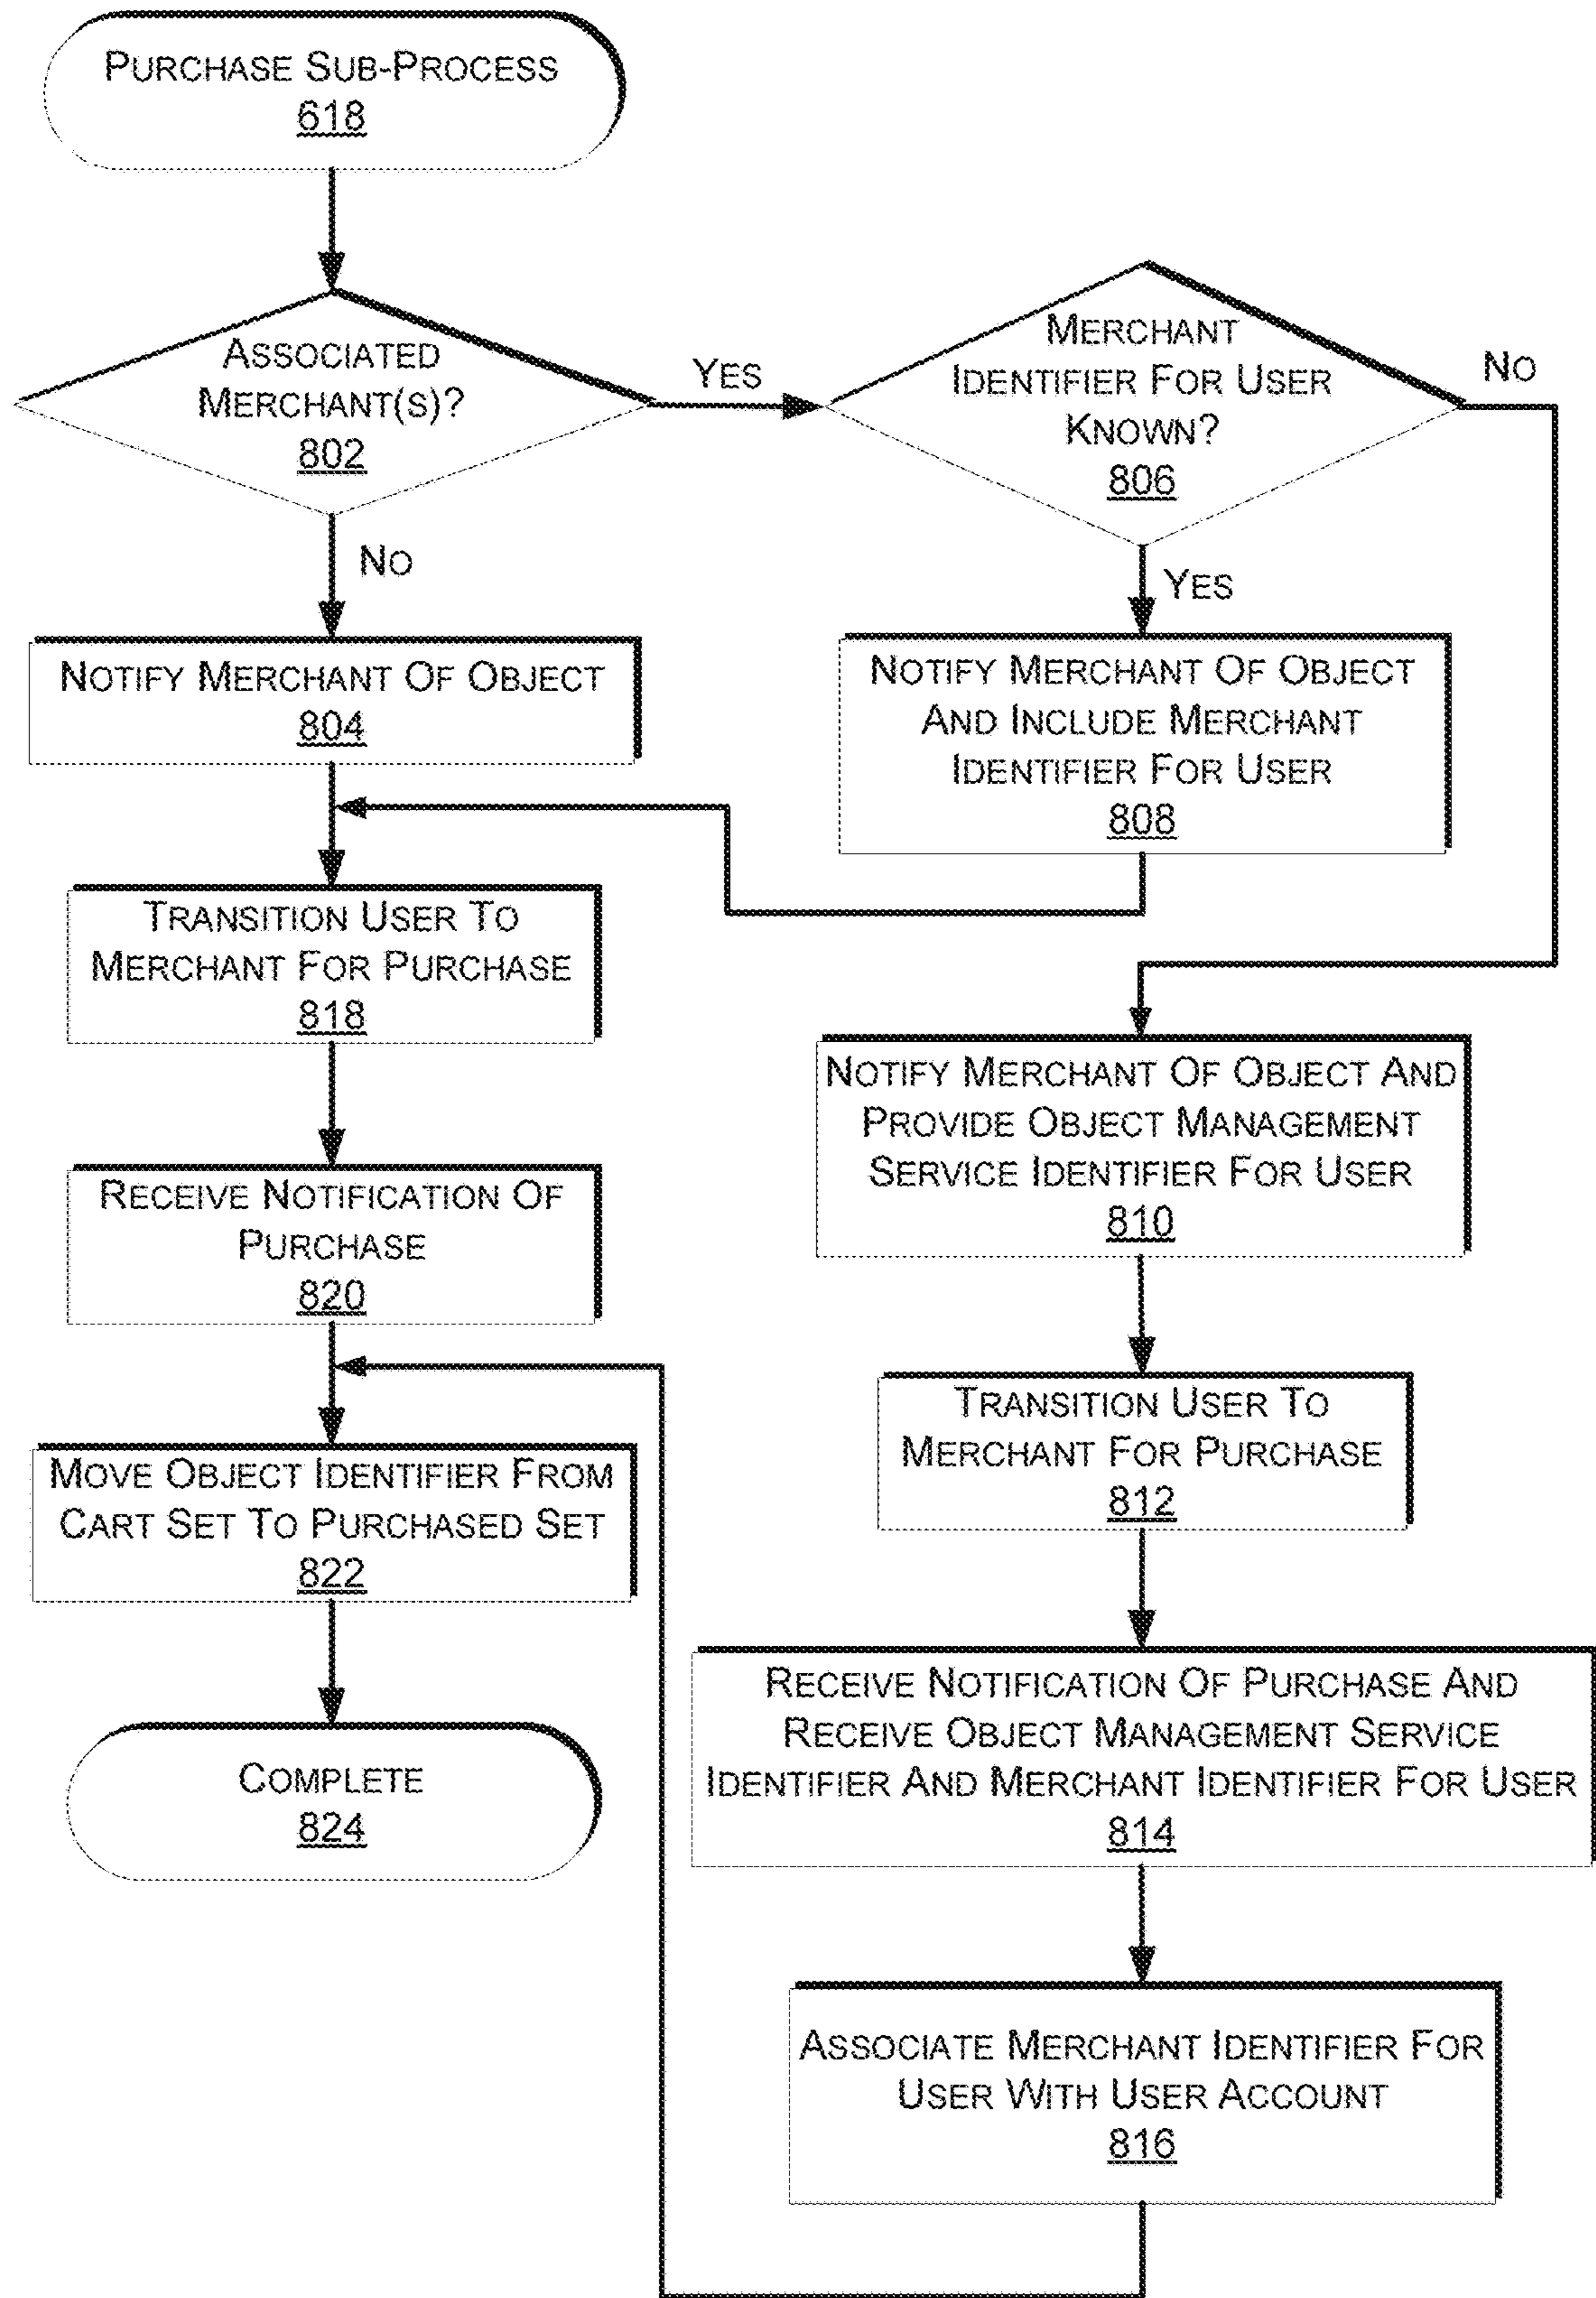 PURCHASE SUB-PROCESS
618
ASSOCIATED
MERCHANT(S)?
802
YES
MERCHANT
IDENTIFIER FOR USER
KNOWN?
806
NO
NO
YES
NOTIFY MERCHANT OF OBJECT
804
NOTIFY MERCHANT OF OBJECT
AND INCLUDE MERCHANT
IDENTIFIER FOR USER
808
TRANSITION USER TO
MERCHANT FOR PURCHASE
818
NOTIFY MERCHANT OF OBJECT AND
PROVIDE OBJECT MANAGEMENT
SERVICE IDENTIFIER FOR USER
810
RECEIVE NOTIFICATION OF
PURCHASE
820
TRANSITION USER TO
MERCHANT FOR PURCHASE
812
MOVE OBJECT IDENTIFIER FROM
CART SET TO PURCHASED SET
822
RECEIVE NOTIFICATION OF PURCHASE AND
RECEIVE OBJECT MANAGEMENT SERVICE
IDENTIFIER AND MERCHANT IDENTIFIER FOR USER
814
COMPLETE
824
ASSOCIATE MERCHANT IDENTIFIER FOR
USER WITH USER ACCOUNT
816